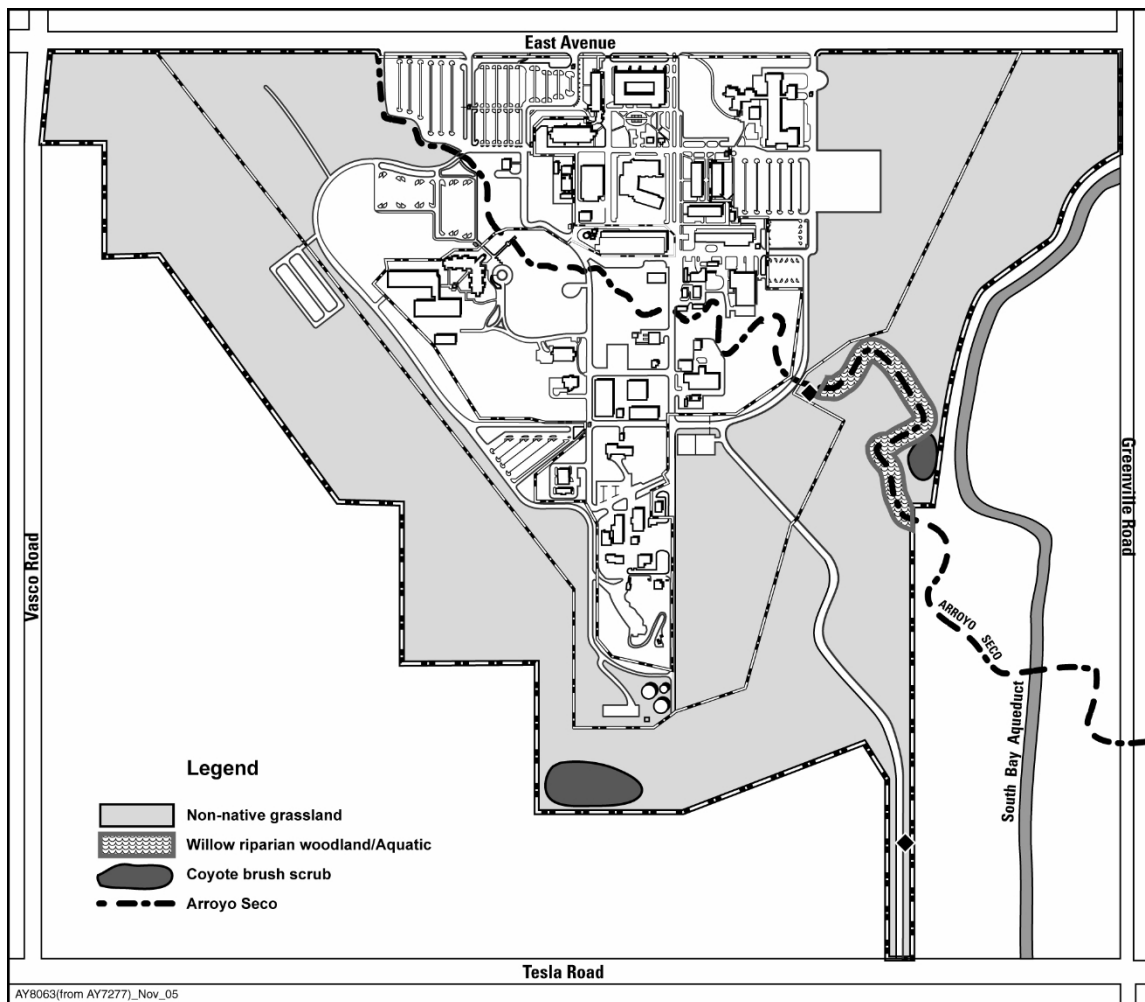 East Avenue
Vasco Road
Greenville Road
ARROYO SECO
South Bay Aqueduct
Legend
Non-native grassland
Willow riparian woodland/Aquatic
Coyote brush scrub
Arroyo Seco
Tesla Road
AY8063(from AY7277)_Nov_05